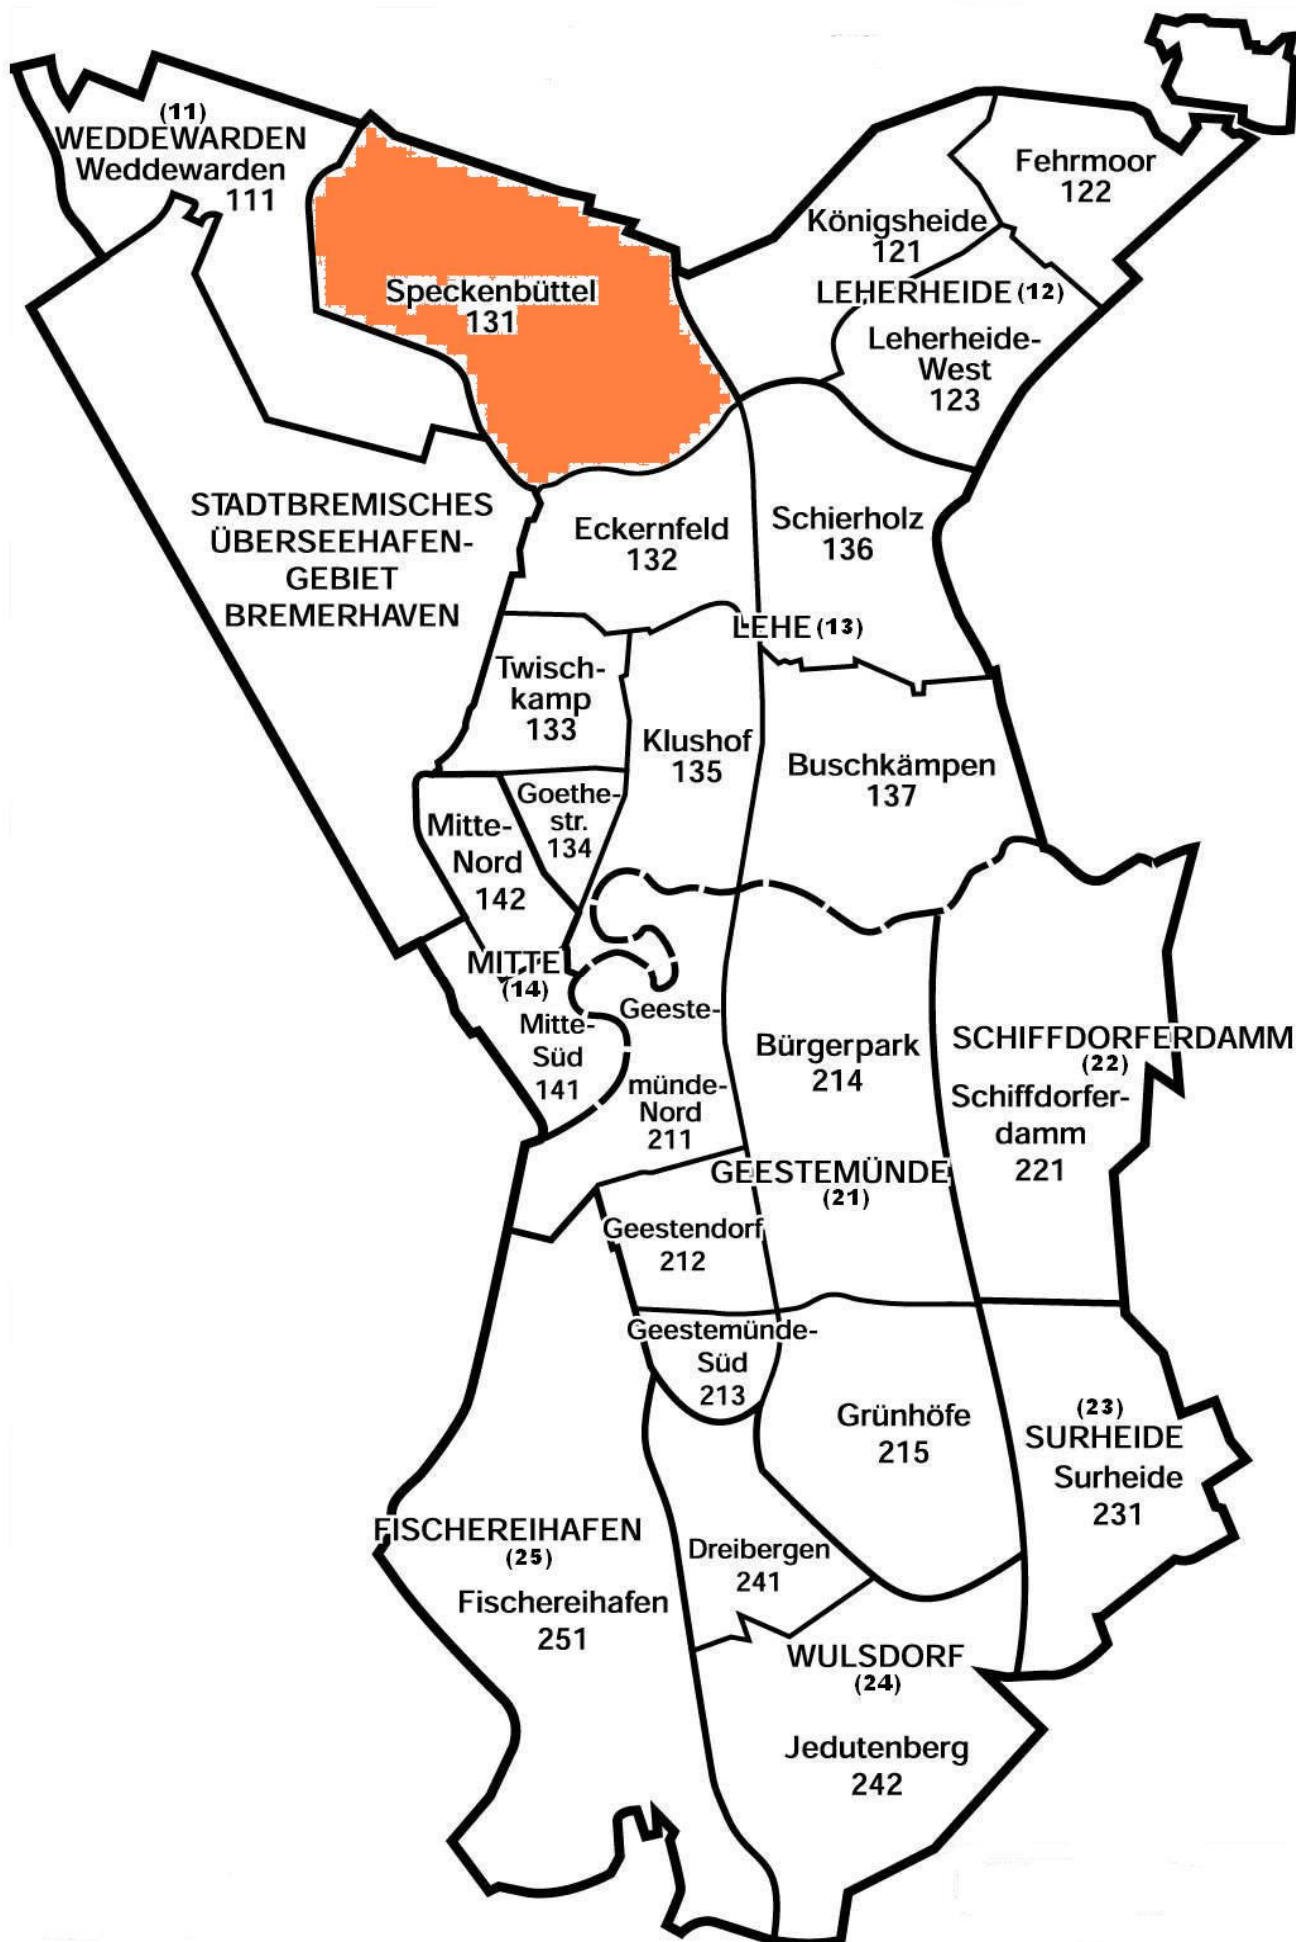 (11)
WEDDEWARDEN
Weddewarden
111
Speckenbüttel
131
Fehrmoor
122
Königsheide
121
LEHERHEIDE (12)
Leherheide-
West
123
STADTBREMISCHES
ÜBERSEEHAFEN-
GEBIET
BREMERHAVEN
Eckernfeld
132
Schierholz
136
LEHE (13)
Twisch-
kamp
133
Klushof
135
Buschkämpen
137
Goethe-
str.
134
Mitte-
Nord
142
MITTE
(14)
Mitte-
Süd
141
Geeste-
münde-
Nord
211
Bürgerpark
214
SCHIFFDORFERDAMM
(22)
Schiffdorfer-
damm
221
GEESTEMÜNDE
(21)
Geestendorf
212
Geestemünde-
Süd
213
Grünhöfe
215
(23)
SURHEIDE
Surheide
231
FISCHEREIHAFEN
(25)
Fischereihafen
251
Dreibergen
241
WULSDORF
(24)
Jedutenberg
242